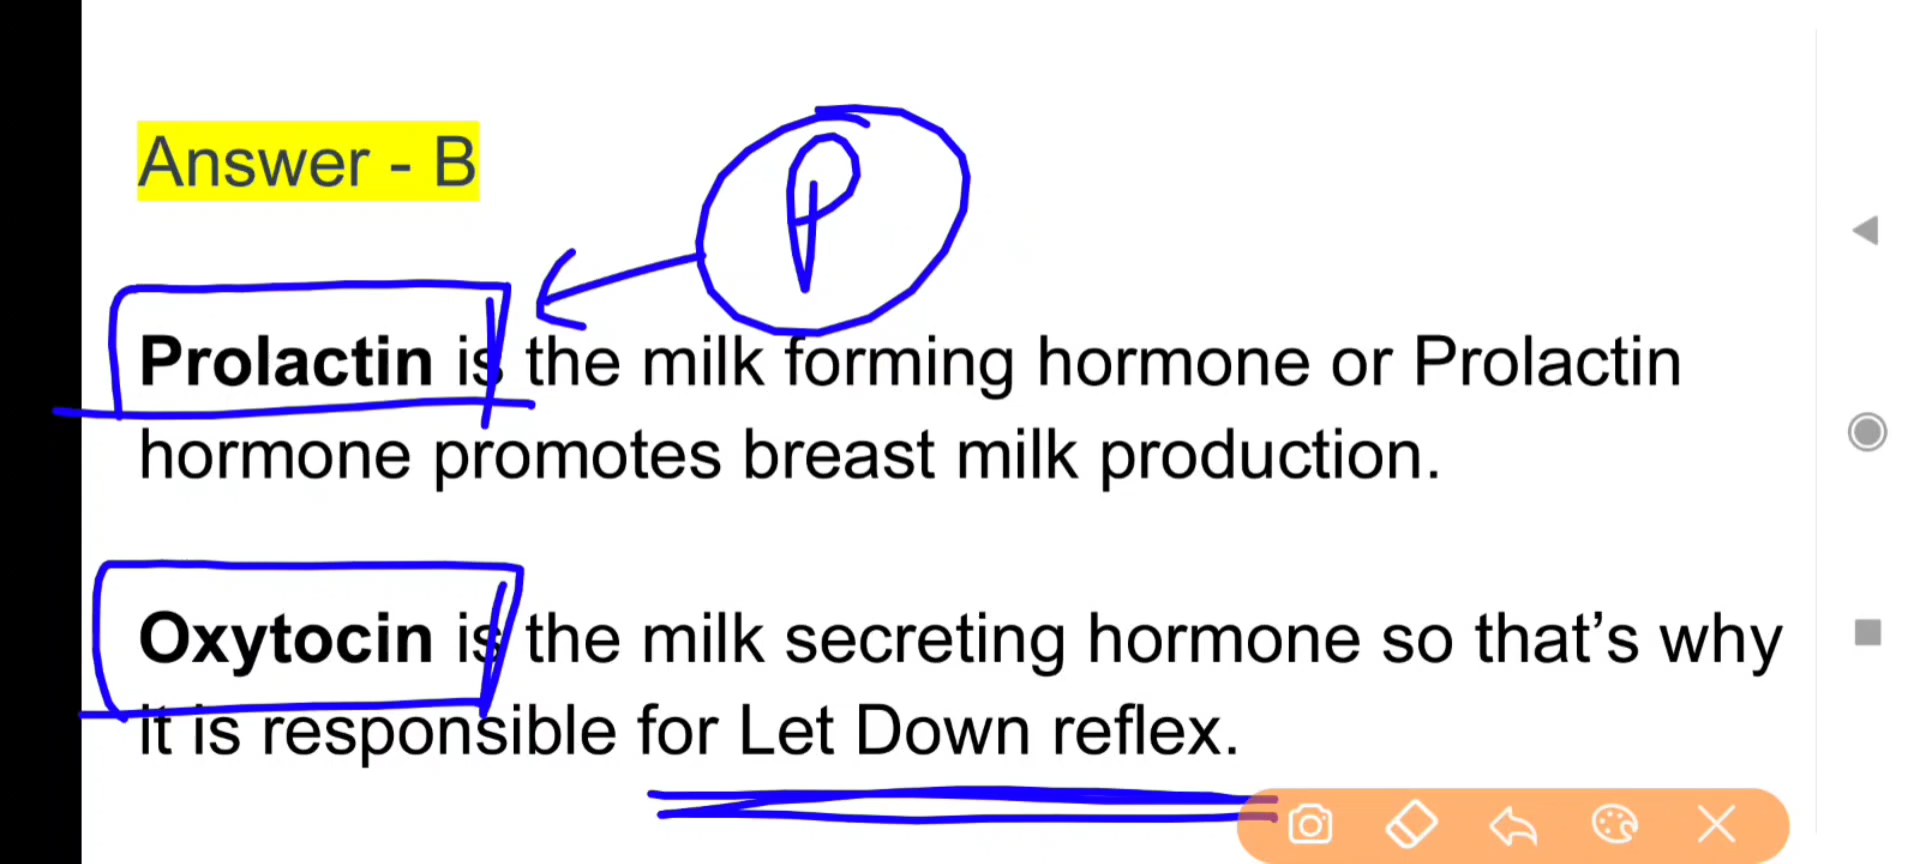 Answer - B
P
Prolactin is the milk forming hormone or Prolactin
hormone promotes breast milk production.
Oxytocin is the milk secreting hormone so that’s why
it is responsible for Let Down reflex.